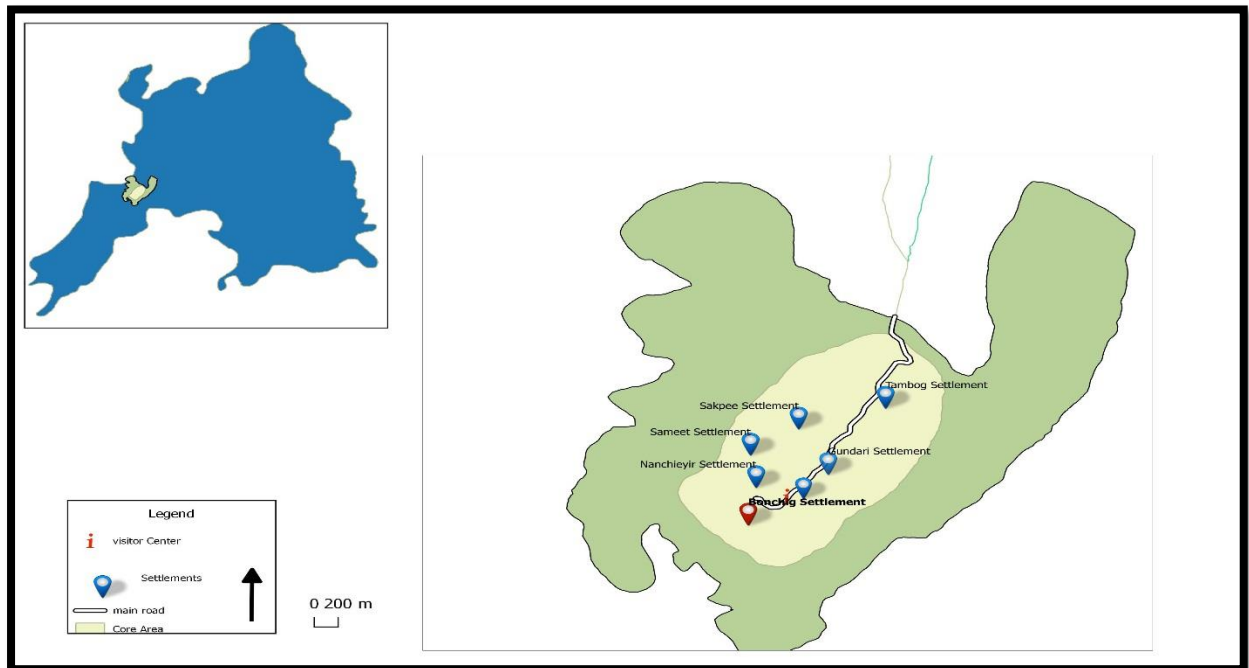 Tambog Settlement
Sakpee Settlement
Sameet Settlement
Gundari Settlement
Nanchieyir Settlement
Bonchig Settlement
Legend
i visitor Center
Settlements
main road
Core Area
0 200 m